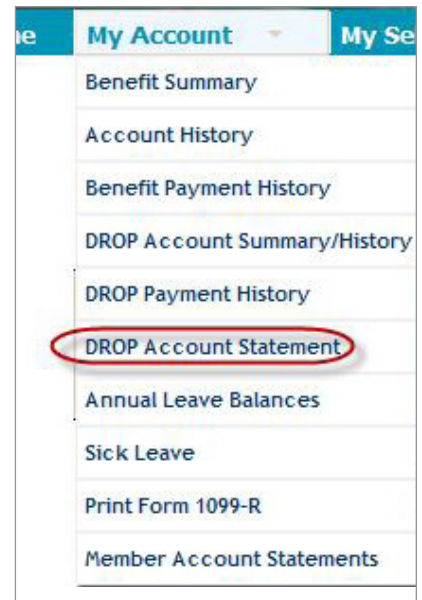 My Account
Benefit Summary
Account History
Benefit Payment History
DROP Account Summary/History
DROP Payment History
DROP Account Statement
Annual Leave Balances
Sick Leave
Print Form 1099-R
Member Account Statements